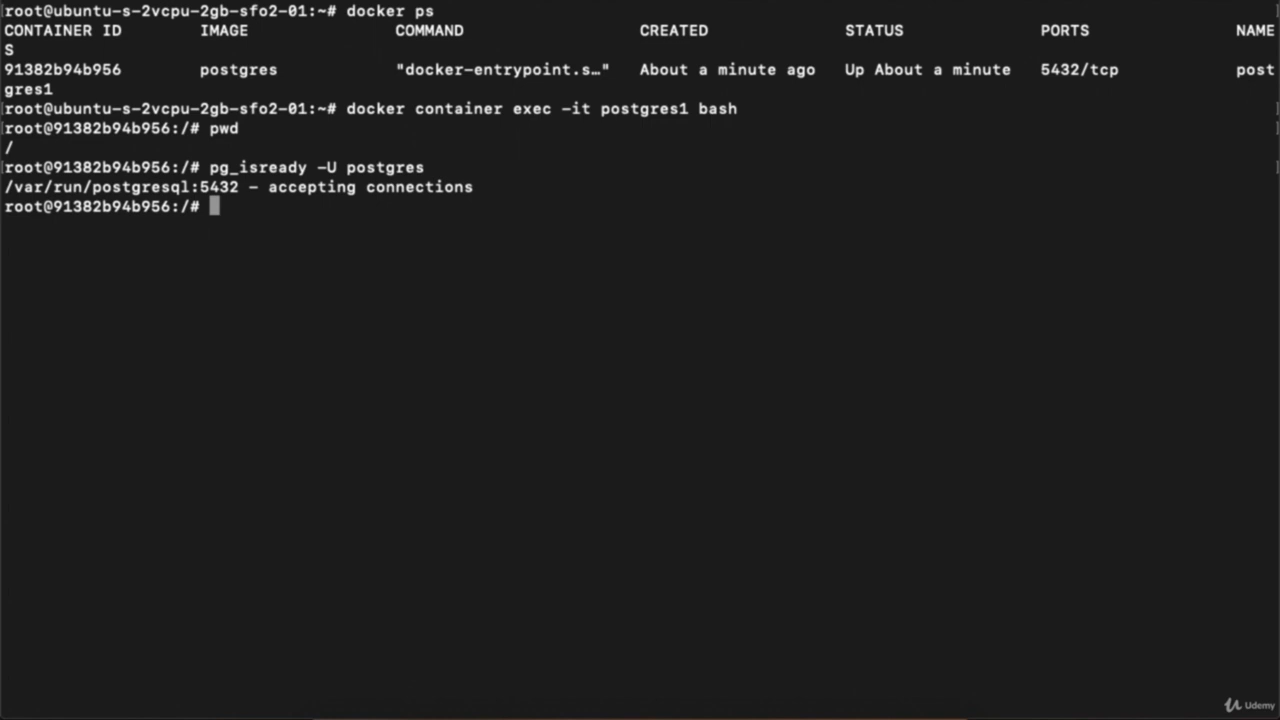 root@ubuntu-s-2vcpu-2gb-sfo2-01:~# docker ps
CONTAINER ID IMAGE COMMAND CREATED STATUS PORTS NAME
S
91382b94b956 postgres "docker-entrypoint.s…" About a minute ago Up About a minute 5432/tcp post
gres1
root@ubuntu-s-2vcpu-2gb-sfo2-01:~# docker container exec -it postgres1 bash
root@91382b94b956:/# pwd
/
root@91382b94b956:/# pg_isready -U postgres
/var/run/postgresql:5432 - accepting connections
root@91382b94b956:/#
Udemy